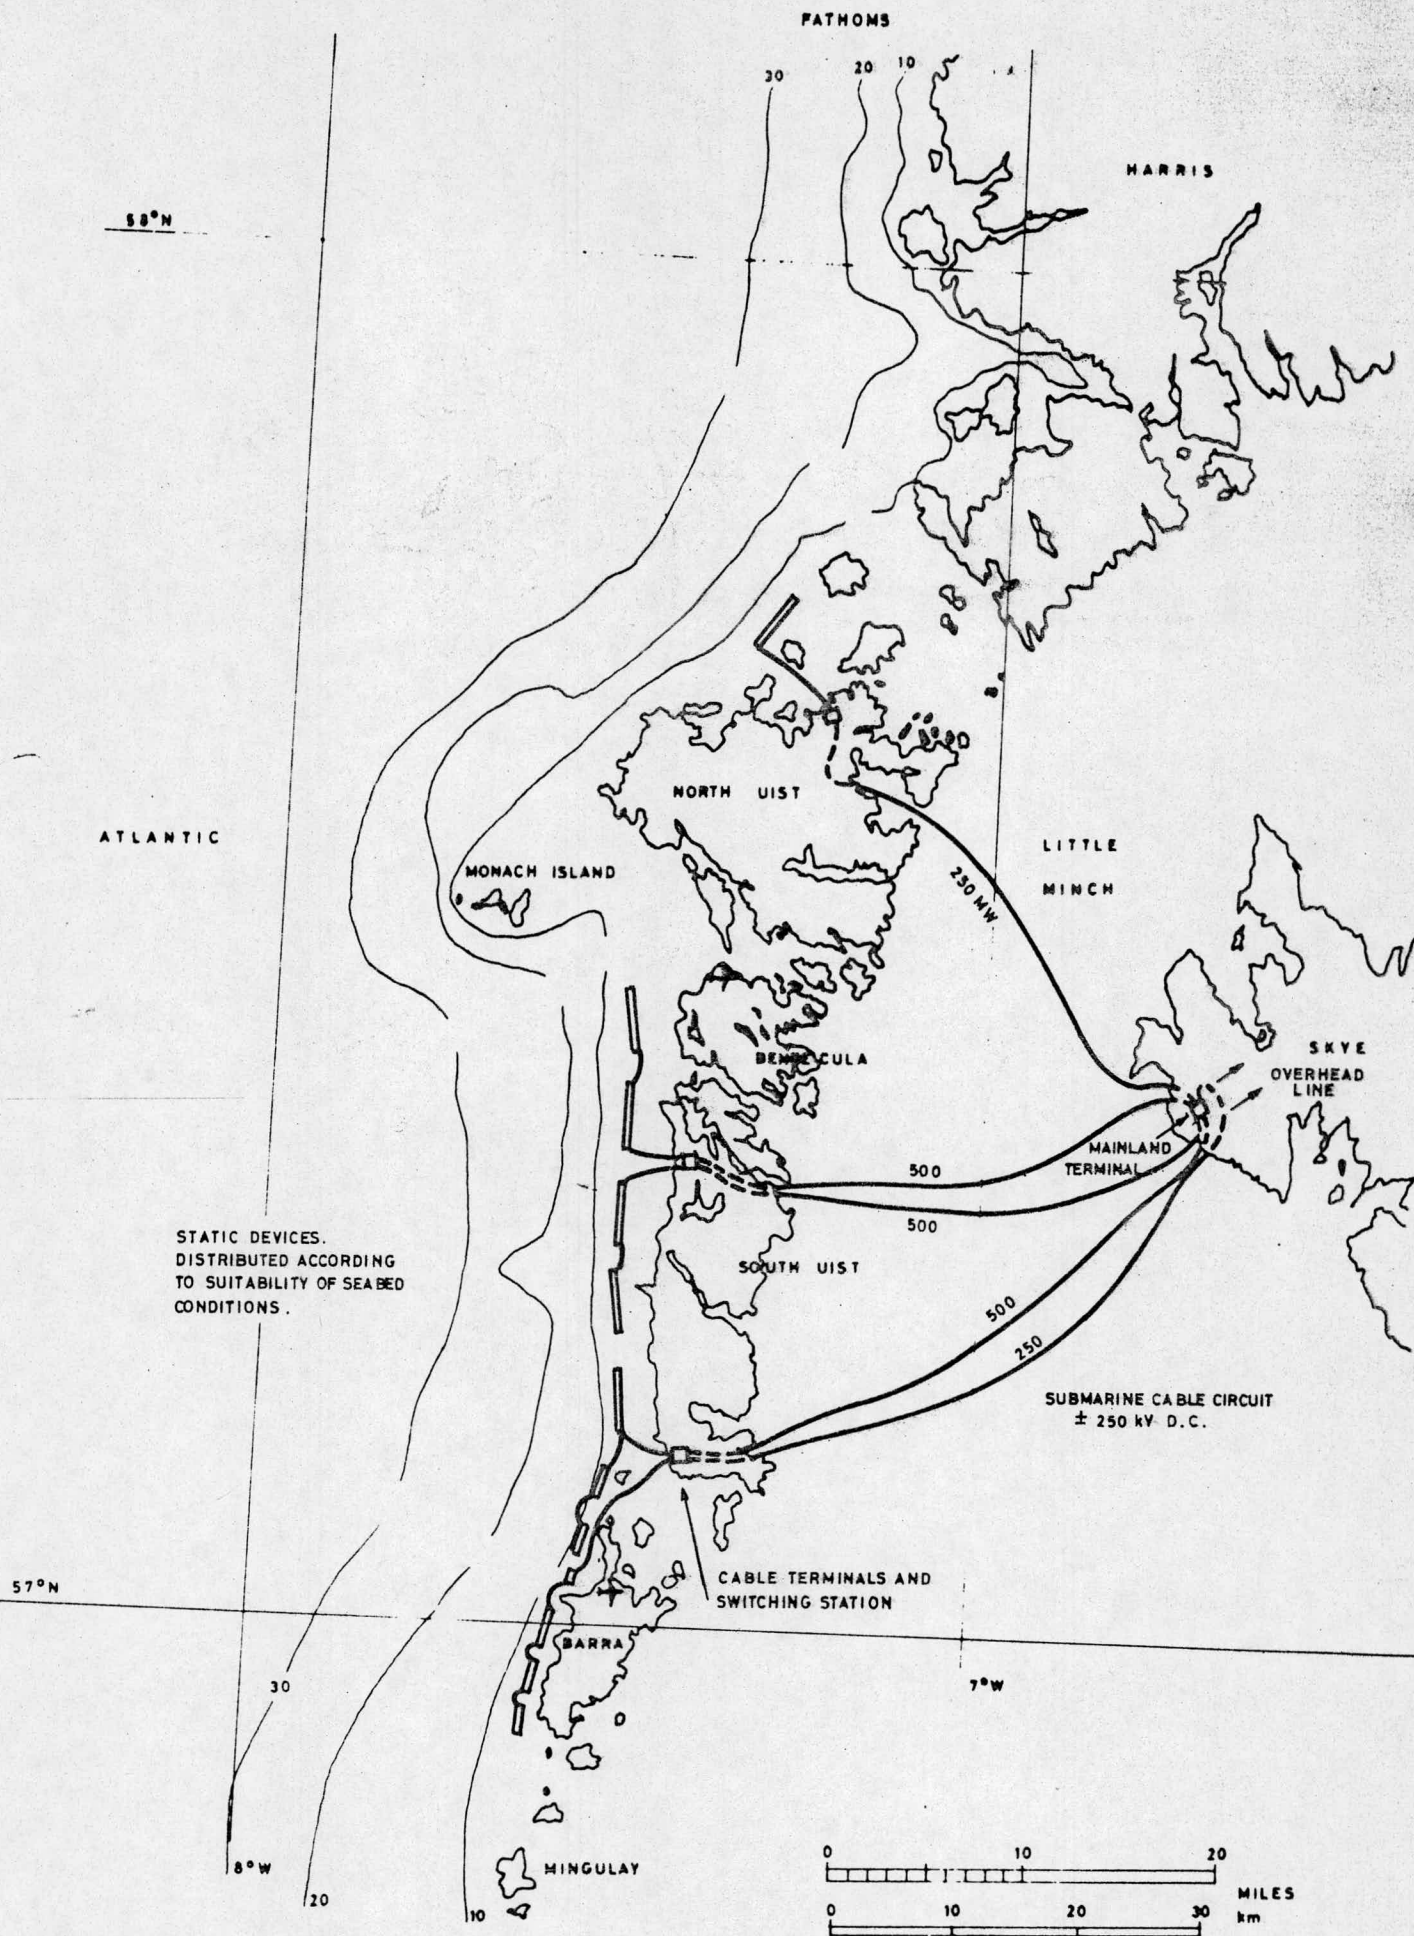 FATHOMS
30 20 10
HARRIS
58°N
NORTH UIST
ATLANTIC
LITTLE
MINCH
MONACH ISLAND
250 MW.
SKYE
OVERHEAD
LINE
MAINLAND
TERMINAL
500
500
STATIC DEVICES.
DISTRIBUTED ACCORDING
TO SUITABILITY OF SEABED
CONDITIONS.
SOUTH UIST
500
250
SUBMARINE CABLE CIRCUIT
± 250 kV D.C.
CABLE TERMINALS AND
SWITCHING STATION
57°N
BARRA
30
7°W
8°W
MINGULAY
20
10
0 10 20
MILES
km
0 10 20 30